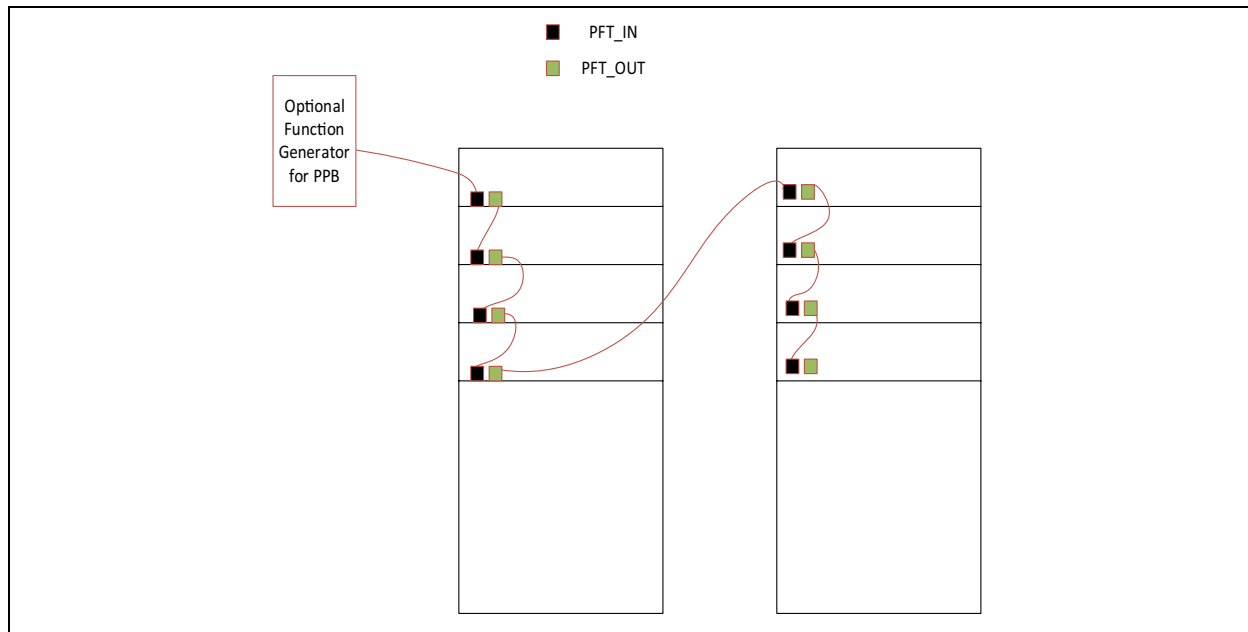 PFT_IN
PFT_OUT
Optional
Function
Generator
for PPB